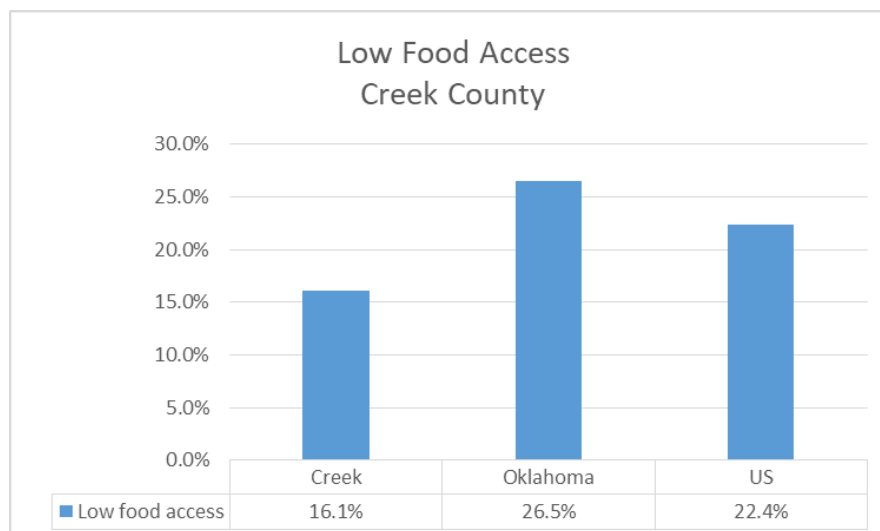 Low Food Access
Creek County
30.0%
25.0%
20.0%
15.0%
10.0%
5.0%
0.0%
Creek Oklahoma US
Low food access 16.1% 26.5% 22.4%